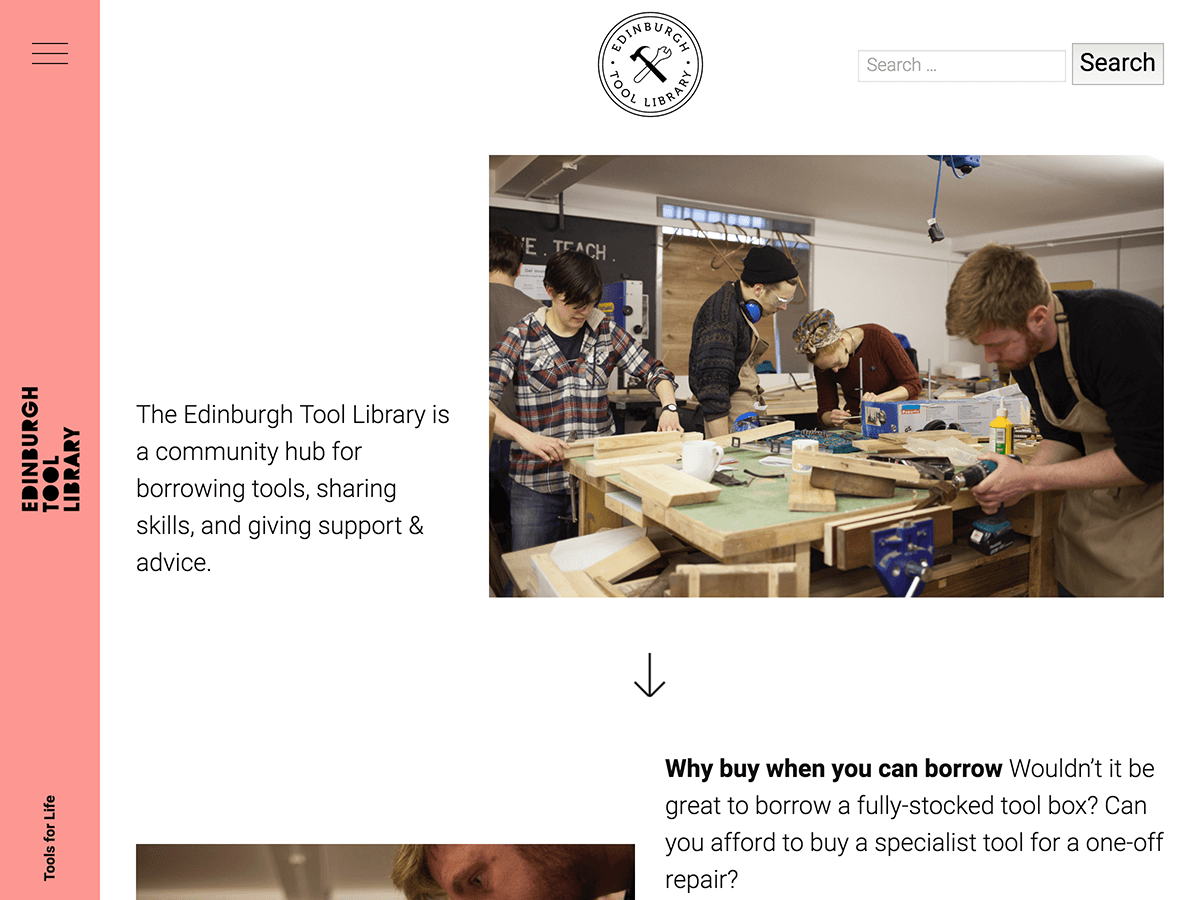 EDINBURGH
TOOL LIBRARY
Search …
Search
TEACH.
EDINBURGH
TOOL
LIBRARY
The Edinburgh Tool Library is
a community hub for
borrowing tools, sharing
skills, and giving support &
advice.
Why buy when you can borrow Wouldn’t it be
great to borrow a fully-stocked tool box? Can
you afford to buy a specialist tool for a one-off
repair?
Tools for Life